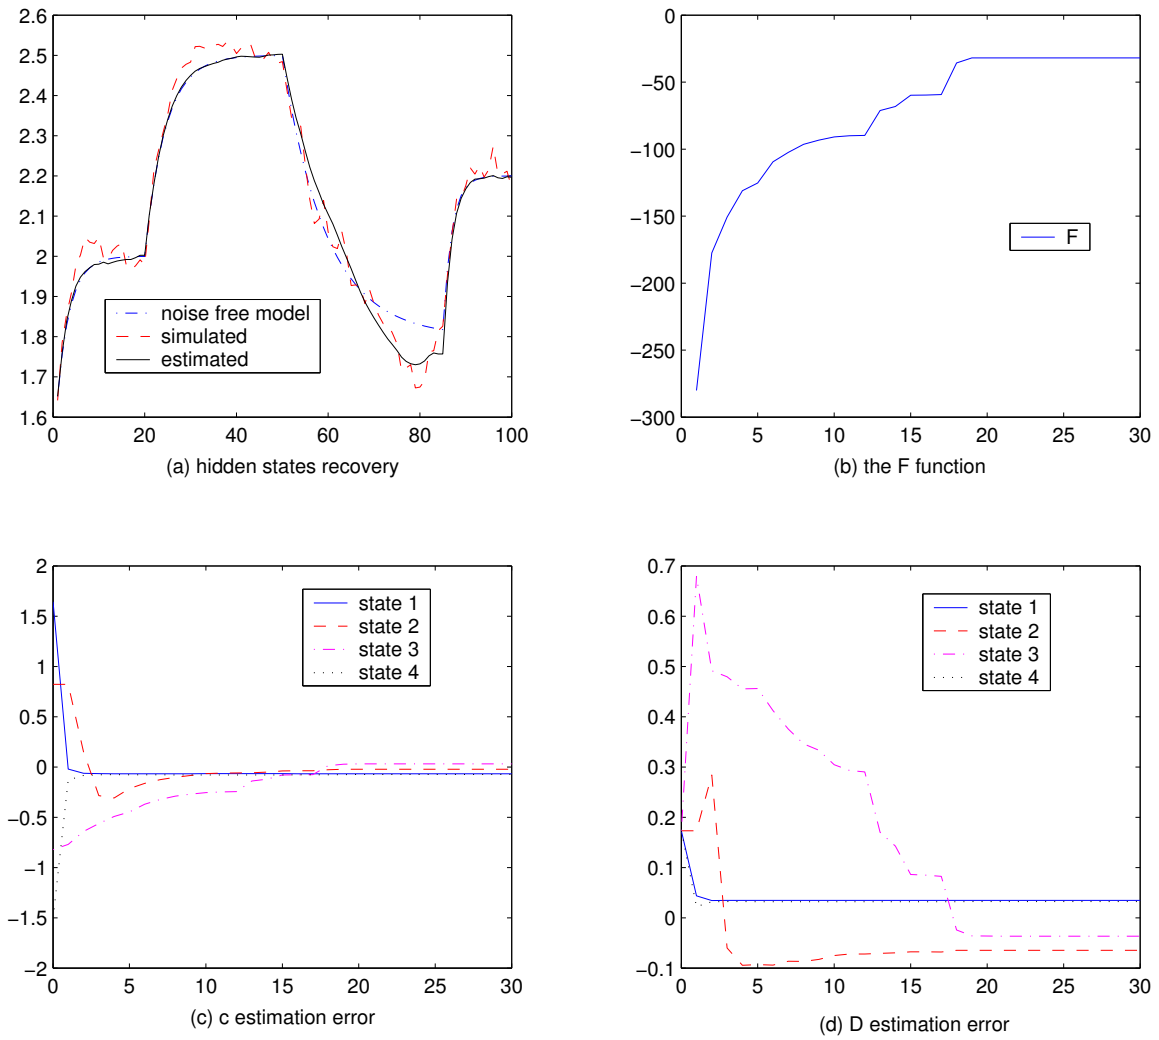 2.6
2.5
2.4
2.3
2.2
2.1
2
1.9
1.8
1.7
1.6
noise free model
simulated
estimated
0 20 40 60 80 100
(a) hidden states recovery
0
−50
−100
−150
−200
−250
−300
F
0 5 10 15 20 25 30
(b) the F function
2
1.5
1
0.5
0
−0.5
−1
−1.5
−2
state 1
state 2
state 3
state 4
0 5 10 15 20 25 30
(c) c estimation error
0.7
0.6
0.5
0.4
0.3
0.2
0.1
0
−0.1
state 1
state 2
state 3
state 4
0 5 10 15 20 25 30
(d) D estimation error